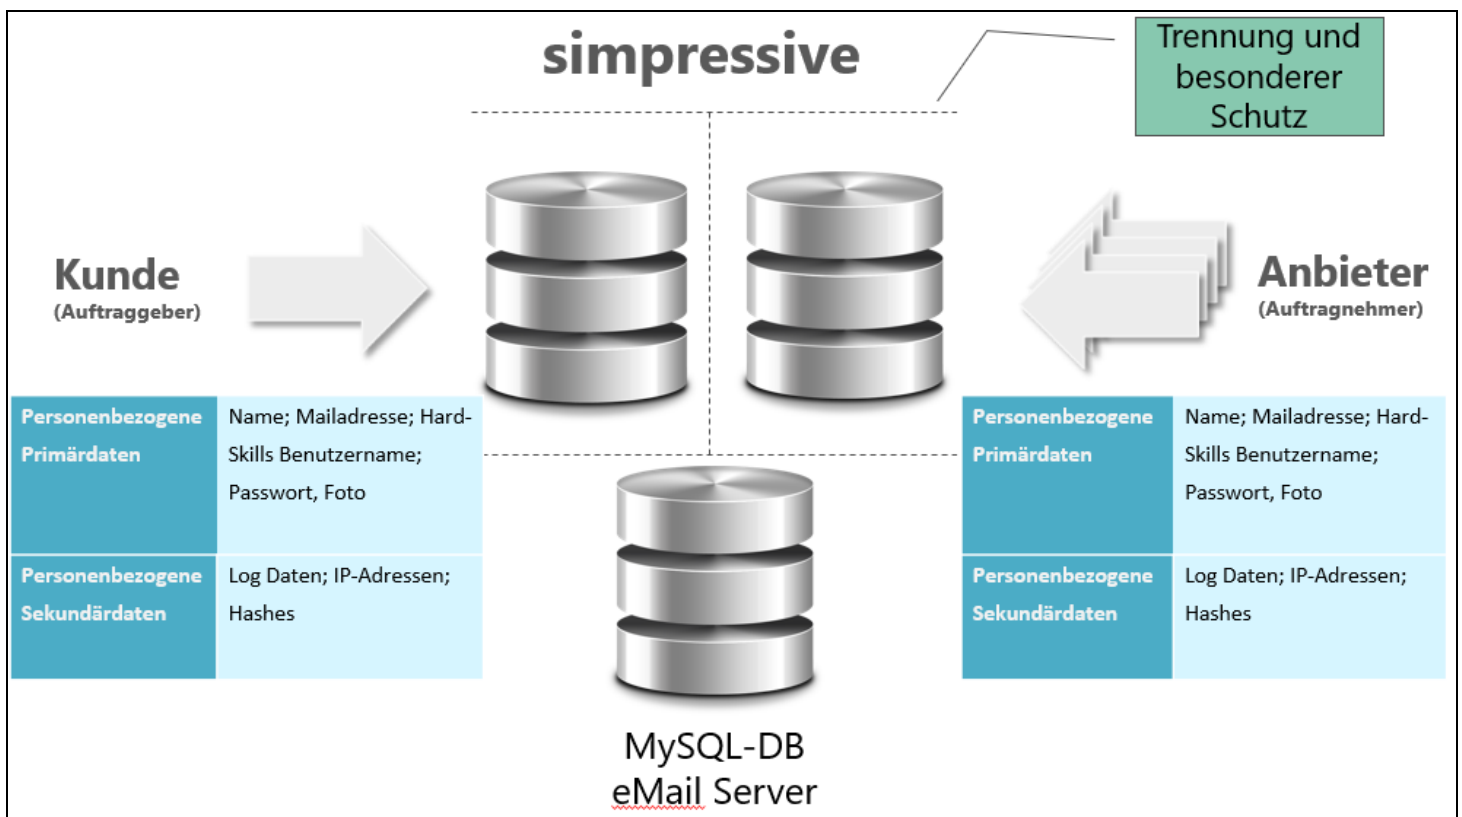 simpressive
Trennung und
besonderer
Schutz
Kunde
(Auftraggeber)
Anbieter
(Auftragnehmer)
Personenbezogene
Primärdaten
Name; Mailadresse; Hard-
Skills Benutzername;
Passwort, Foto
Personenbezogene
Sekundärdaten
Log Daten; IP-Adressen;
Hashes
Personenbezogene
Primärdaten
Name; Mailadresse; Hard-
Skills Benutzername;
Passwort, Foto
Personenbezogene
Sekundärdaten
Log Daten; IP-Adressen;
Hashes
MySQL-DB
eMail Server